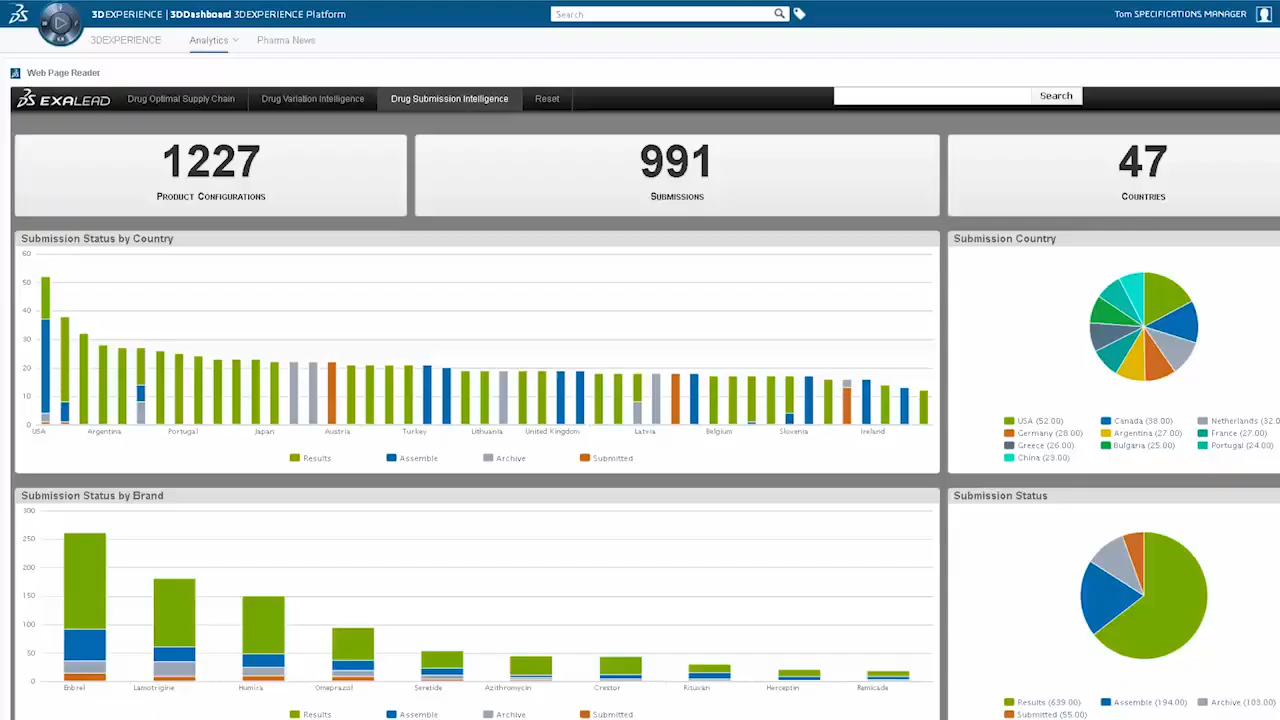 3DEXPERIENCE | 3DDashboard 3DEXPERIENCE Platform
Search
Tom SPECIFICATIONS MANAGER
3DEXPERIENCE
Analytics
Pharma News
Web Page Reader
EXALEAD
Drug Optimal Supply Chain
Drug Variation Intelligence
Drug Submission Intelligence
Reset
Search
1227
PRODUCT CONFIGURATIONS
991
SUBMISSIONS
47
COUNTRIES
Submission Status by Country
60
50
40
30
20
10
0
USA
Argentina
Portugal
Japan
Austria
Turkey
Lithuania
United Kingdom
Latvia
Belgium
Slovenia
Ireland
Results
Assemble
Archive
Submitted
Submission Country
USA (52.00)
Canada (38.00)
Netherlands (32.0
Germany (28.00)
Argentina (27.00)
France (27.00)
Greece (26.00)
Bulgaria (25.00)
Portugal (24.00)
China (23.00)
Submission Status by Brand
300
250
200
150
100
50
0
Enbrel
Lamotrigine
Humira
Omeprazol
Seretide
Azithromycin
Crestor
Rituxan
Herceptin
Remicade
Results
Assemble
Archive
Submitted
Submission Status
Results (639.00)
Assemble (194.00)
Archive (103.00)
Submitted (55.00)